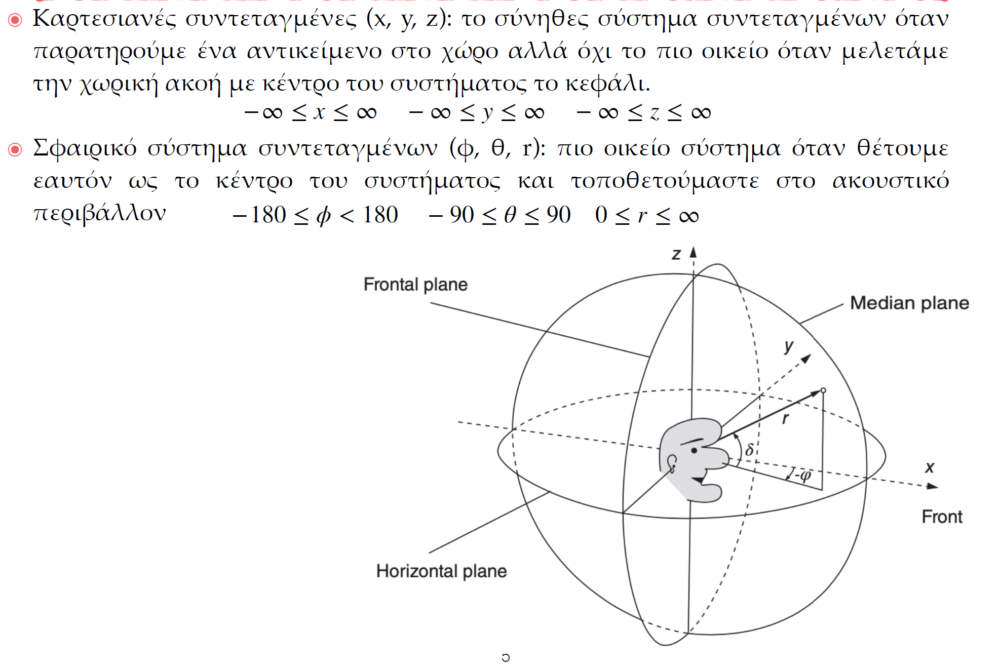 Καρτεσιανές συντεταγμένες (x, y, z): το σύνηθες σύστημα συντεταγμένων όταν
παρατηρούμε ένα αντικείμενο στο χώρο αλλά όχι το πιο οικείο όταν μελετάμε
την χωρική ακοή με κέντρο του συστήματος το κεφάλι.
−∞ ≤ x ≤ ∞ − ∞ ≤ y ≤ ∞ − ∞ ≤ z ≤ ∞
Σφαιρικό σύστημα συντεταγμένων (φ, θ, r): πιο οικείο σύστημα όταν θέτουμε
εαυτόν ως το κέντρο του συστήματος και τοποθετούμαστε στο ακουστικό
περιβάλλον −180 ≤ ϕ < 180 − 90 ≤ θ ≤ 90 0 ≤ r ≤ ∞
z
Frontal plane
Median plane
y
r
δ
x
-φ
Front
Horizontal plane